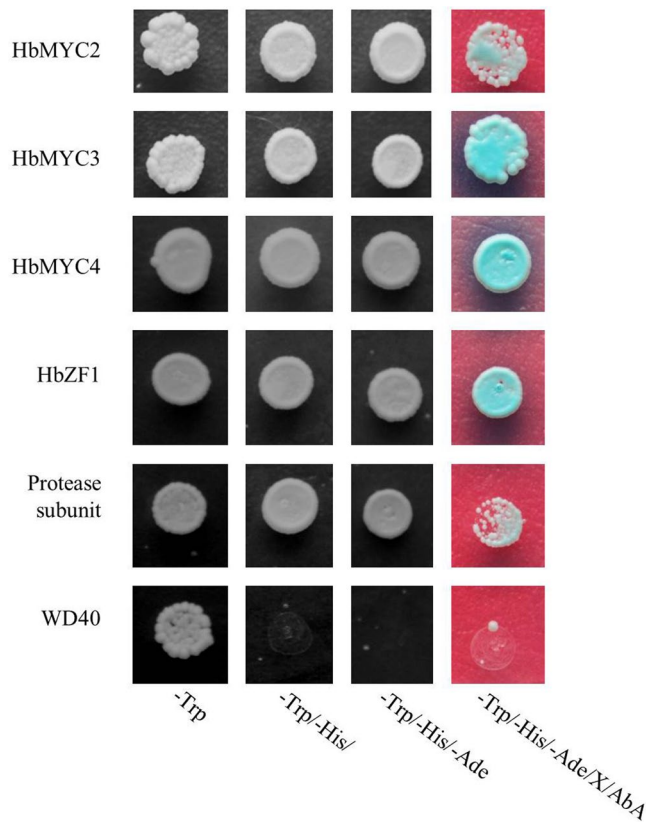 HbMYC2
HbMYC3
HbMYC4
HbZF1
Protease
subunit
WD40
-Trp
-Trp/-His/
-Trp/-His/-Ade
-Trp/-His/-Ade/X/AbA